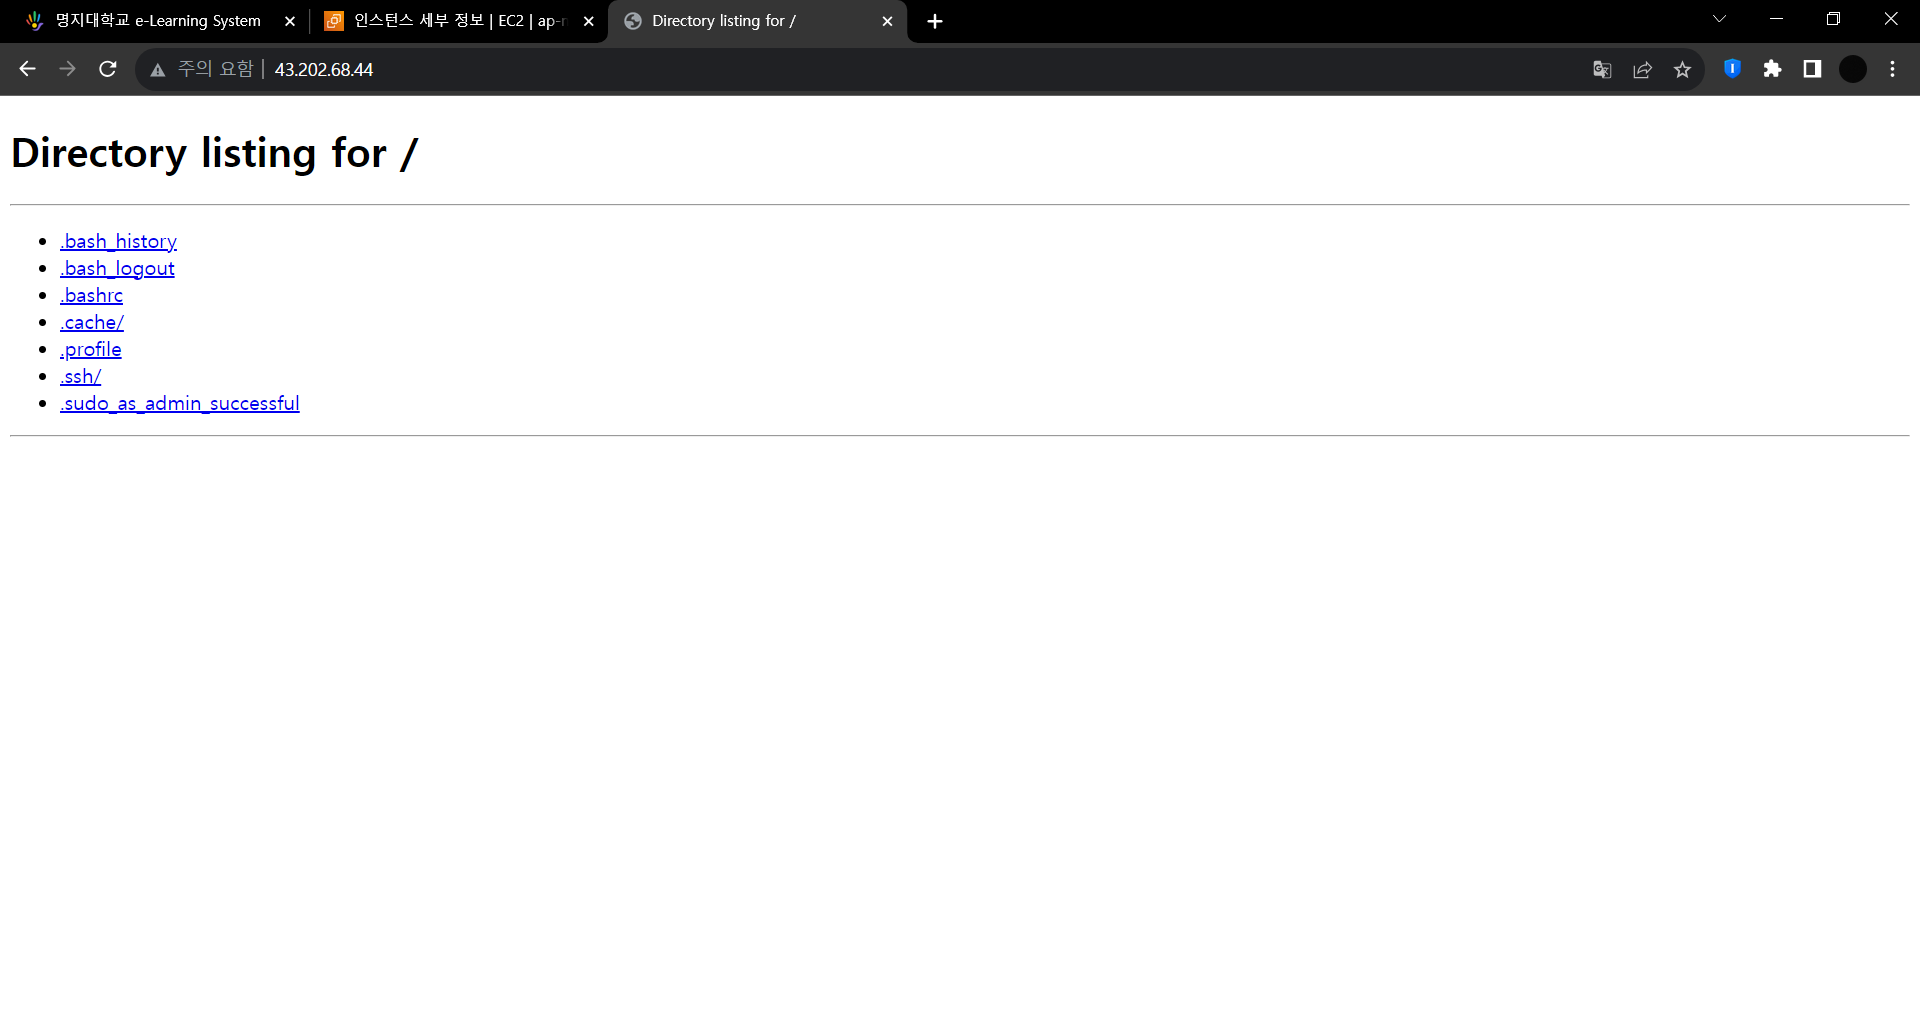 명지대학교 e-Learning System
인스턴스 세부 정보 | EC2 | ap-n
Directory listing for /
주의 요함 | 43.202.68.44
Directory listing for /
.bash_history
.bash_logout
.bashrc
.cache/
.profile
.ssh/
.sudo_as_admin_successful